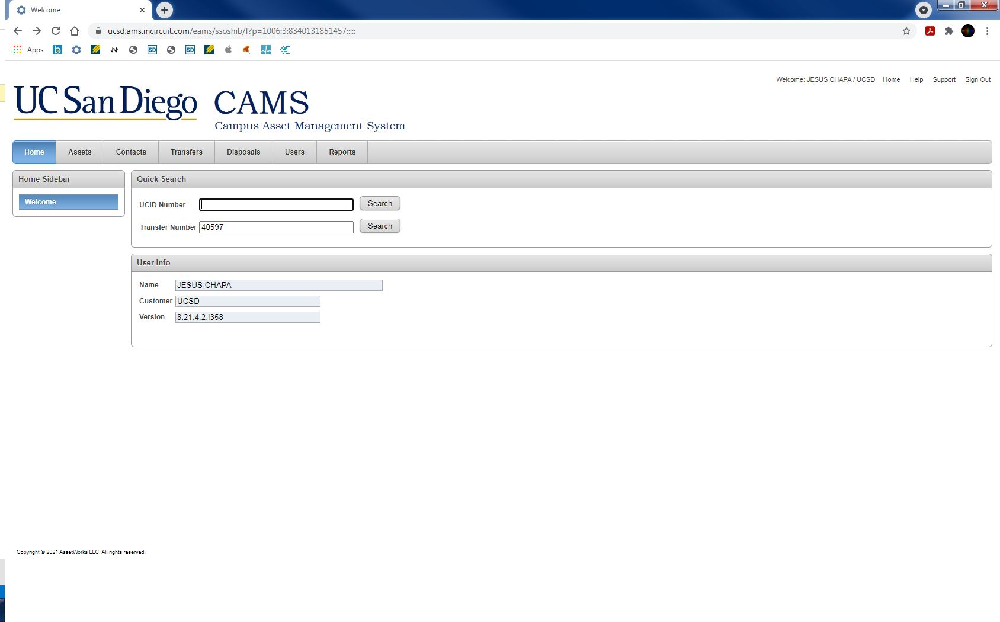 Welcome
ucsd.ams.incircuit.com/eams/ssoshib/f?p=1006:3:8340131851457:::::
Apps
b
SD
SD
Welcome: JESUS CHAPA / UCSD Home Help Support Sign Out
UC San Diego
CAMS
Campus Asset Management System
Home Assets Contacts Transfers Disposals Users Reports
Home Sidebar
Welcome
Quick Search
UCID Number Search
Transfer Number 40597 Search
User Info
Name JESUS CHAPA
Customer UCSD
Version 8.21.4.2.I358
Copyright © 2021 AssetWorks LLC. All rights reserved.